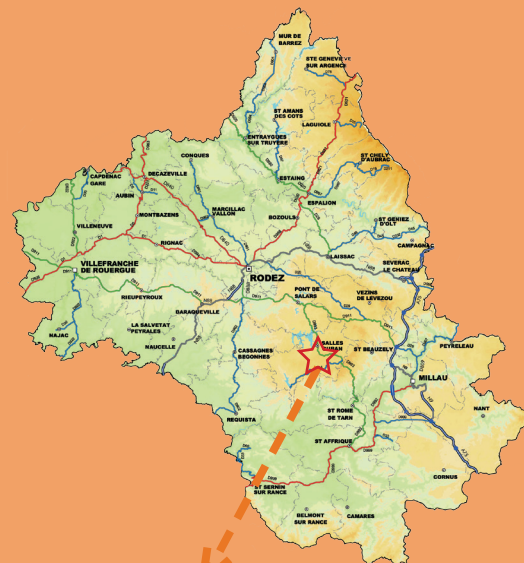 MUR DE
BARREZ
STE GENEVIEVE
SUR ARGENCE
ST AMANS
DES COTS
LAGUIOLE
ENTRAYGUES
SUR TRUYÈRE
CONQUES
ST CHELY
D'AUBRAC
ESTAING
DECAZEVILLE
CAPDENAC
GARE
AUBIN
MARCILLAC
VALLON
ESPALION
MONTBAZENS
BOZOULS
ST GENIEZ
D'OLT
VILLENEUVE
RIGNAC
CAMPAGNAC
LAISSAC
SEVERAC
LE CHATEAU
VILLEFRANCHE
DE ROUERGUE
RODEZ
PONT DE
SALARS
VEZINS
DE LEVEZOU
RIEUPEYROUX
BARAQUEVILLE
LA SALVETAT
PEYRALES
NAJAC
NAUCELLE
SALLES
CURAN
CASSAGNES
BEGONHES
ST BEAUZELY
PEYRELEAU
MILLAU
REQUISTA
ST ROME
DE TARN
NANT
ST AFFRIQUE
CORNUS
ST SERNIN
SUR RANCE
BELMONT
SUR RANCE
CAMARES